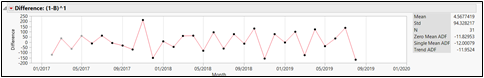 Difference: (1-B)^1
250
200
150
100
50
0
-50
-100
-150
-200
Difference
01/2017
05/2017
09/2017
01/2018
05/2018
09/2018
01/2019
05/2019
09/2019
01/2020
Month
Mean 4.5677419
Std 94.328217
N 31
Zero Mean ADF -11.82953
Single Mean ADF -12.00079
Trend ADF -11.9524